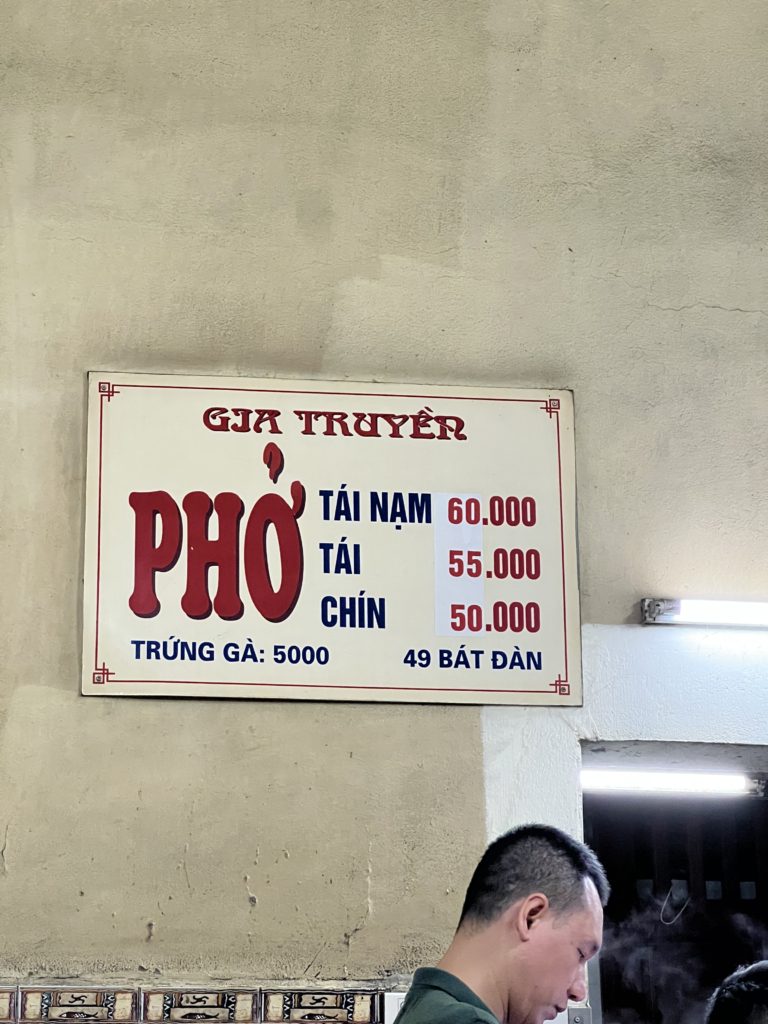 GIA TRUYỀN
PHỞ
TÁI NẠM 60.000
TÁI 55.000
CHÍN 50.000
TRỨNG GÀ: 5000 49 BÁT ĐÀN